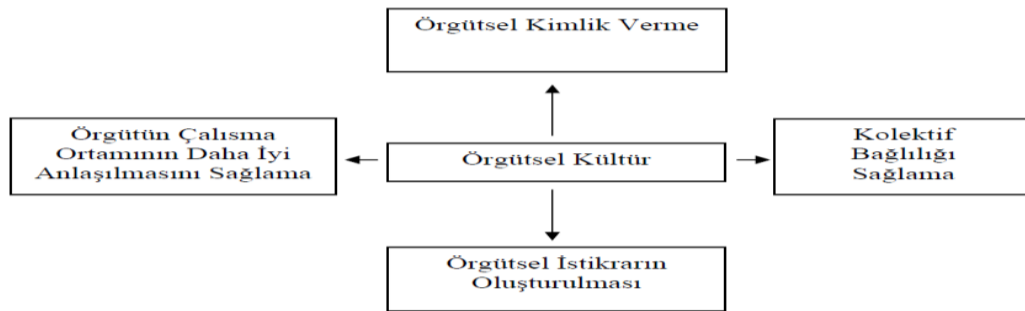 Örgütsel Kimlik Verme
Örgütün Çalısma
Ortamının Daha İyi
Anlaşılmasını Sağlama
Örgütsel Kültür
Kolektif
Bağlılığı
Sağlama
Örgütsel İstikrarın
Oluşturulması